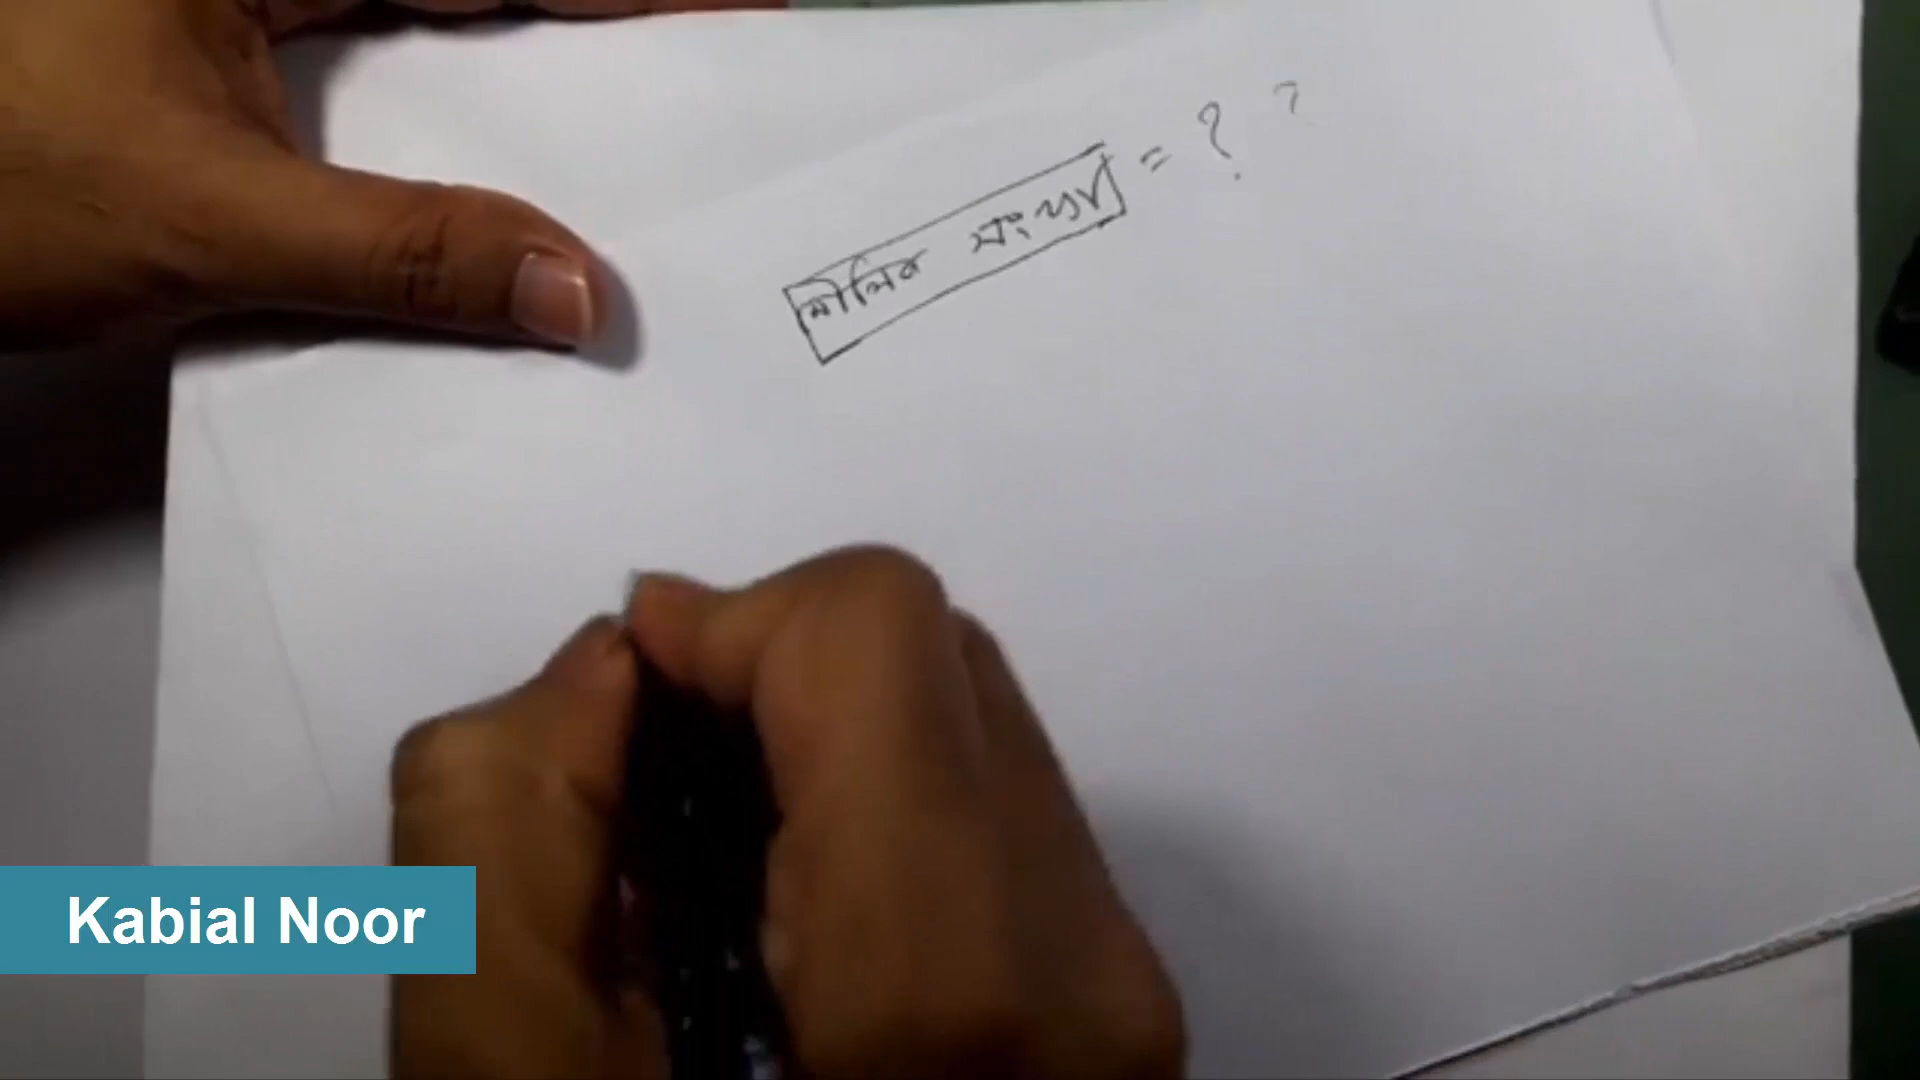 মৌলিক সংখ্যা = ? ?
Kabial Noor